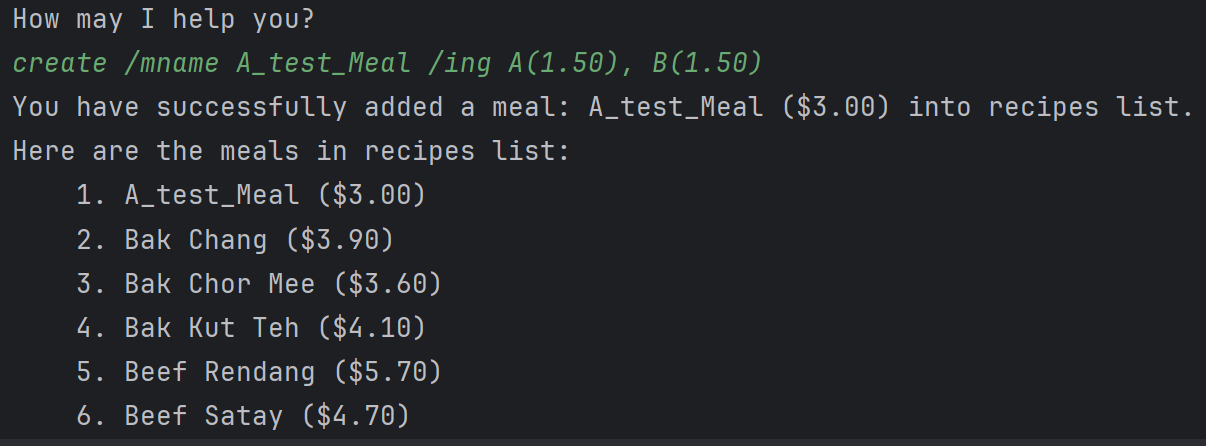 How may I help you?
create /mname A_test_Meal /ing A(1.50), B(1.50)
You have successfully added a meal: A_test_Meal ($3.00) into recipes list.
Here are the meals in recipes list:
1. A_test_Meal ($3.00)
2. Bak Chang ($3.90)
3. Bak Chor Mee ($3.60)
4. Bak Kut Teh ($4.10)
5. Beef Rendang ($5.70)
6. Beef Satay ($4.70)